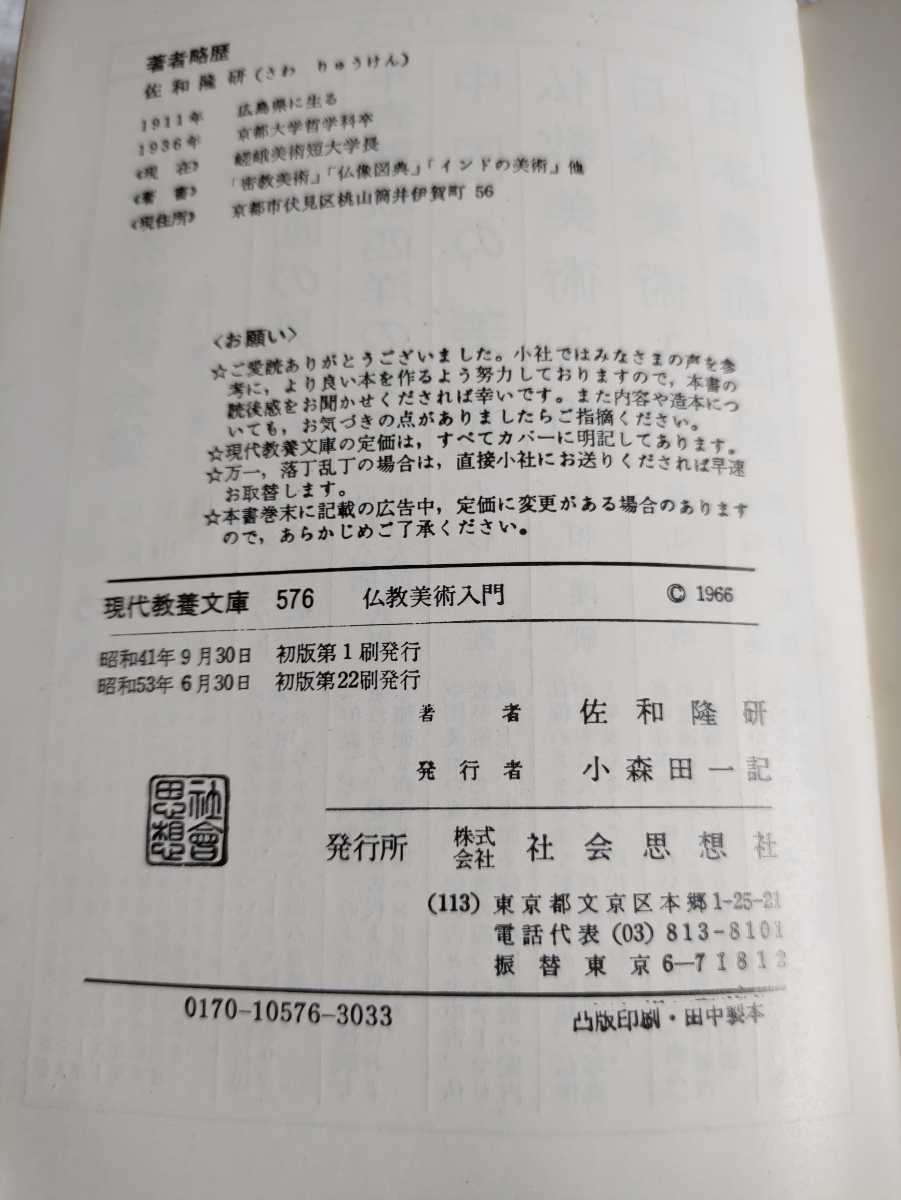 著者略歴
佐和隆研(さわ りゅうけん)
1911年 広島県に生る
1936年 京都大学哲学科卒
《現在》 嵯峨美術短大学長
《著書》 「密教美術」「仏像図典」「インドの美術」他
《現住所》 京都市伏見区桃山筒井伊賀町 56
〈お願い〉
☆ご愛読ありがとうございました。小社ではみなさまの声を参
考に，より良い本を作るよう努力しておりますので，本書の
読後感をお聞かせくだされば幸いです。また内容や造本につ
いても，お気づきの点がありましたらご指摘ください。
☆現代教養文庫の定価は，すべてカバーに明記してあります。
☆万一，落丁乱丁の場合は，直接小社にお送りくだされば早速
お取替します。
☆本書巻末に記載の広告中，定価に変更がある場合のあります
ので，あらかじめご了承ください。
現代教養文庫 576 仏教美術入門 © 1966
昭和41年9月30日 初版第1刷発行
昭和53年6月30日 初版第22刷発行
著者 佐和隆研
発行者 小森田一記
社會思想
発行所 株式会社 社会思想社
(113) 東京都文京区本郷1-25-21
電話代表 (03) 813-8101
振替東京 6-71812
0170-10576-3033 凸版印刷・田中製本